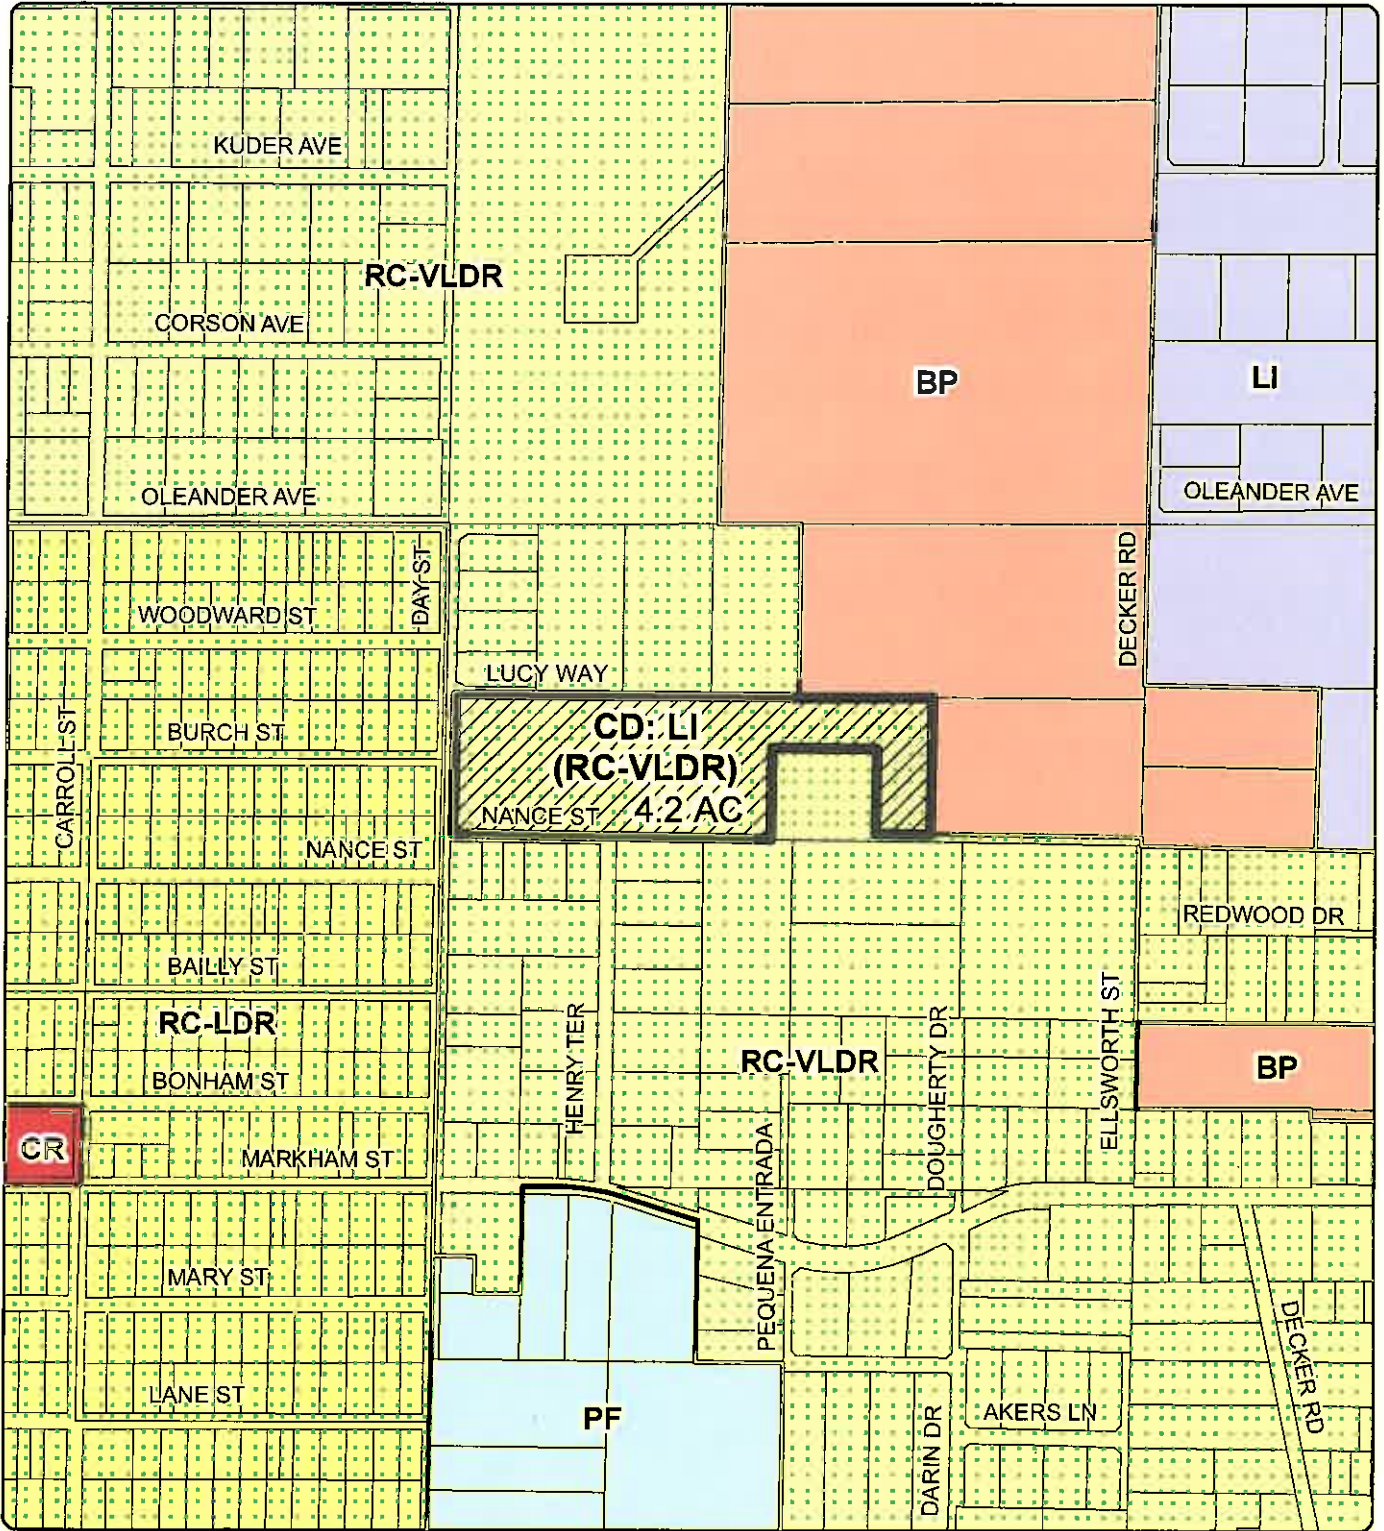 KUDER AVE
RC-VLDR
CORSON AVE
BP
LI
OLEANDER AVE
OLEANDER AVE
DAY ST
DECKER RD
WOODWARD ST
LUCY WAY
CARROLL ST
BURCH ST
CD: LI
(RC-VLDR)
NANCE ST
4.2 AC
NANCE ST
REDWOOD DR
BAILLY ST
RC-LDR
HENRY TER
RC-VLDR
DOUGHERTY DR
ELLSWORTH ST
BP
BONHAM ST
CR
MARKHAM ST
PEQUENA ENTRADA
MARY ST
DECKER RD
LANE ST
PF
DARIN DR
AKERS LN